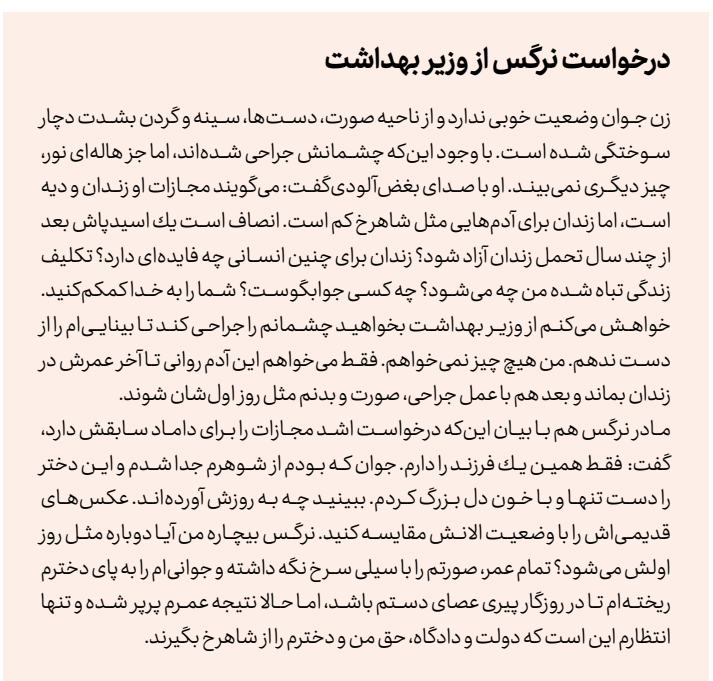 درخواست نرگس از وزیر بهداشت
زن جوان وضعیت خوبی ندارد و از ناحیه صورت، دست‌ها، سینه و گردن بشدت دچار
سوختگی شده است. با وجود این‌که چشمانش جراحی شده‌اند، اما جز هاله‌ای نور،
چیز دیگری نمی‌بیند. او با صدای بغض‌آلودی‌گفت: می‌گویند مجازات او زندان و دیه
است، اما زندان برای آدم‌هایی مثل شاهرخ کم است. انصاف است یك اسیدپاش بعد
از چند سال تحمل زندان آزاد شود؟ زندان برای چنین انسانی چه فایده‌ای دارد؟ تکلیف
زندگی تباه شده من چه می‌شود؟ چه کسی جوابگوست؟ شما را به خدا کمکم‌کنید.
خواهش می‌کنم از وزیر بهداشت بخواهید چشمانم را جراحی کند تا بینایی‌ام را از
دست ندهم. من هیچ چیز نمی‌خواهم. فقط می‌خواهم این آدم روانی تا آخر عمرش در
زندان بماند و بعد هم با عمل جراحی، صورت و بدنم مثل روز اول‌شان شوند.
مادر نرگس هم با بیان این‌که درخواست اشد مجازات را برای داماد سابقش دارد،
گفت: فقط همین یك فرزند را دارم. جوان که بودم از شوهرم جدا شدم و این دختر
را دست تنها و با خون دل بزرگ کردم. ببینید چه به روزش آورده‌اند. عکس‌های
قدیمی‌اش را با وضعیت الانش مقایسه کنید. نرگس بیچاره من آیا دوباره مثل روز
اولش می‌شود؟ تمام عمر، صورتم را با سیلی سرخ نگه داشته و جوانی‌ام را به پای دخترم
ریخته‌ام تا در روزگار پیری عصای دستم باشد، اما حالا نتیجه عمرم پرپر شده و تنها
انتظارم این است که دولت و دادگاه، حق من و دخترم را از شاهرخ بگیرند.